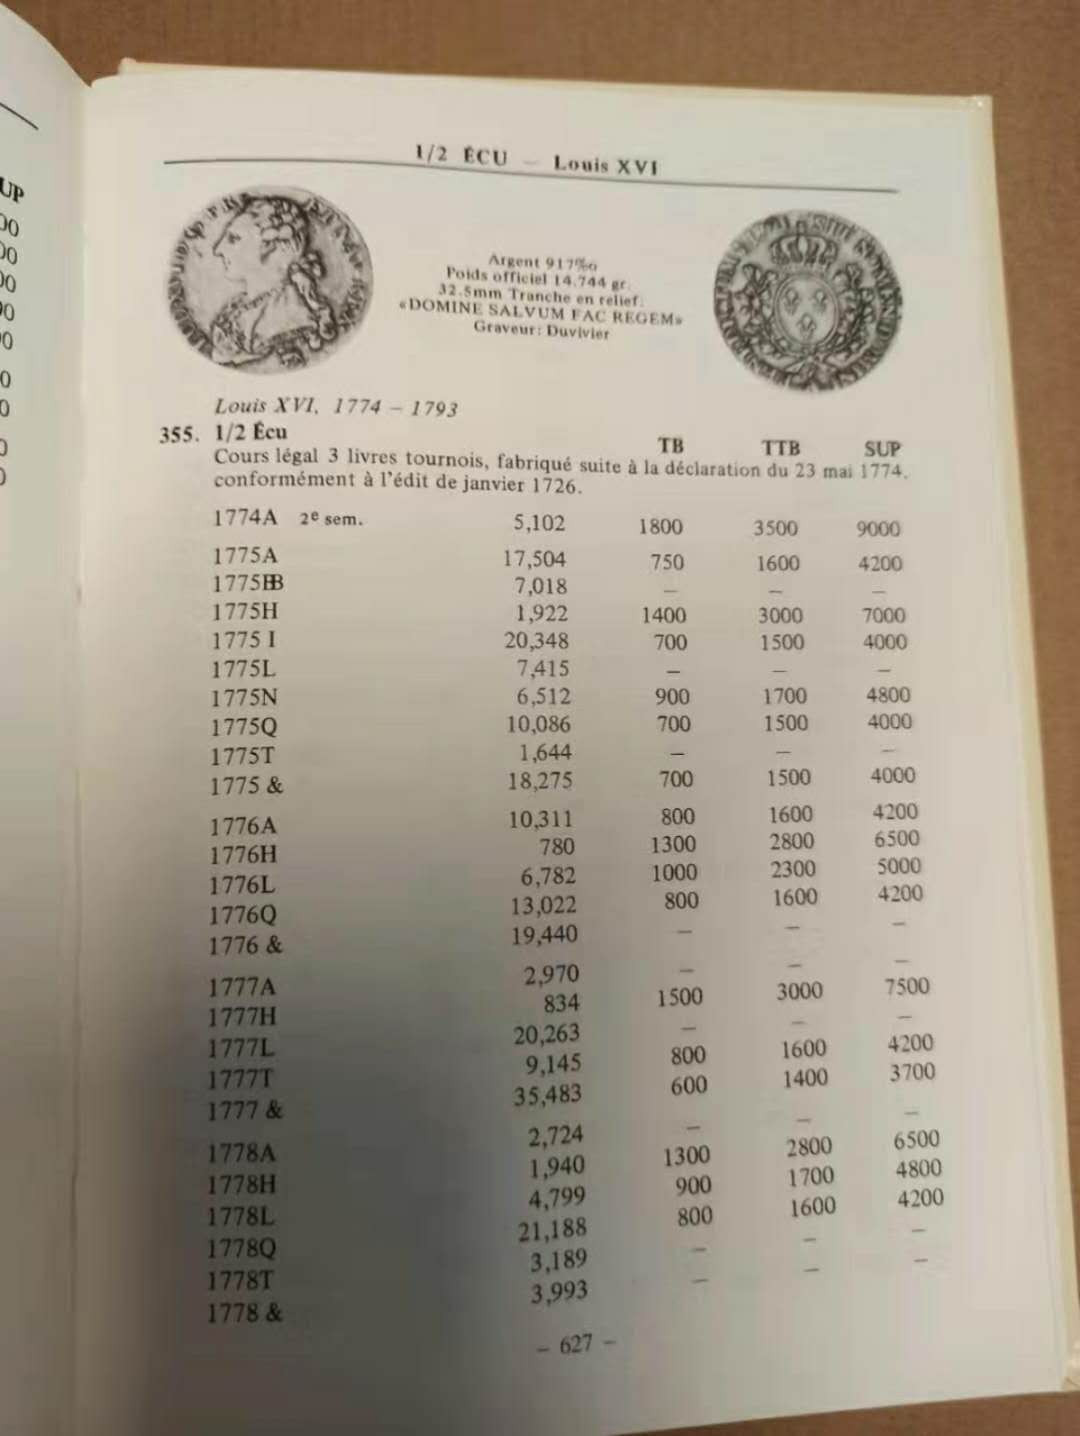 1/2 ÉCU — Louis XVI
Argent 917‰
Poids officiel 14.744 gr.
32.5mm Tranche en relief.
«DOMINE SALVUM FAC REGEM»
Graveur: Duvivier
Louis XVI, 1774 – 1793
355. 1/2 Écu TB TTB SUP
Cours légal 3 livres tournois, fabriqué suite à la déclaration du 23 mai 1774,
conformément à l'édit de janvier 1726.
1774A 2e sem. 5,102 1800 3500 9000
1775A 17,504 750 1600 4200
1775BB 7,018 – – –
1775H 1,922 1400 3000 7000
1775 I 20,348 700 1500 4000
1775L 7,415 – – –
1775N 6,512 900 1700 4800
1775Q 10,086 700 1500 4000
1775T 1,644 – – –
1775 & 18,275 700 1500 4000
1776A 10,311 800 1600 4200
1776H 780 1300 2800 6500
1776L 6,782 1000 2300 5000
1776Q 13,022 800 1600 4200
1776 & 19,440 – – –
1777A 2,970 – – –
1777H 834 1500 3000 7500
1777L 20,263 – – –
1777T 9,145 800 1600 4200
1777 & 35,483 600 1400 3700
1778A 2,724 – – –
1778H 1,940 1300 2800 6500
1778L 4,799 900 1700 4800
1778Q 21,188 800 1600 4200
1778T 3,189 – – –
1778 & 3,993 – – –
– 627 –